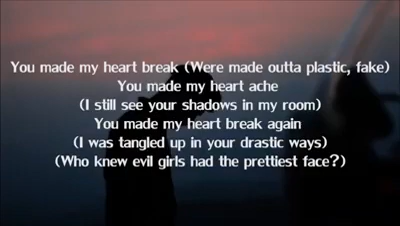 You made my heart break (Were made outta plastic, fake)
You made my heart ache
(I still see your shadows in my room)
You made my heart break again
(I was tangled up in your drastic ways)
(Who knew evil girls had the prettiest face?)